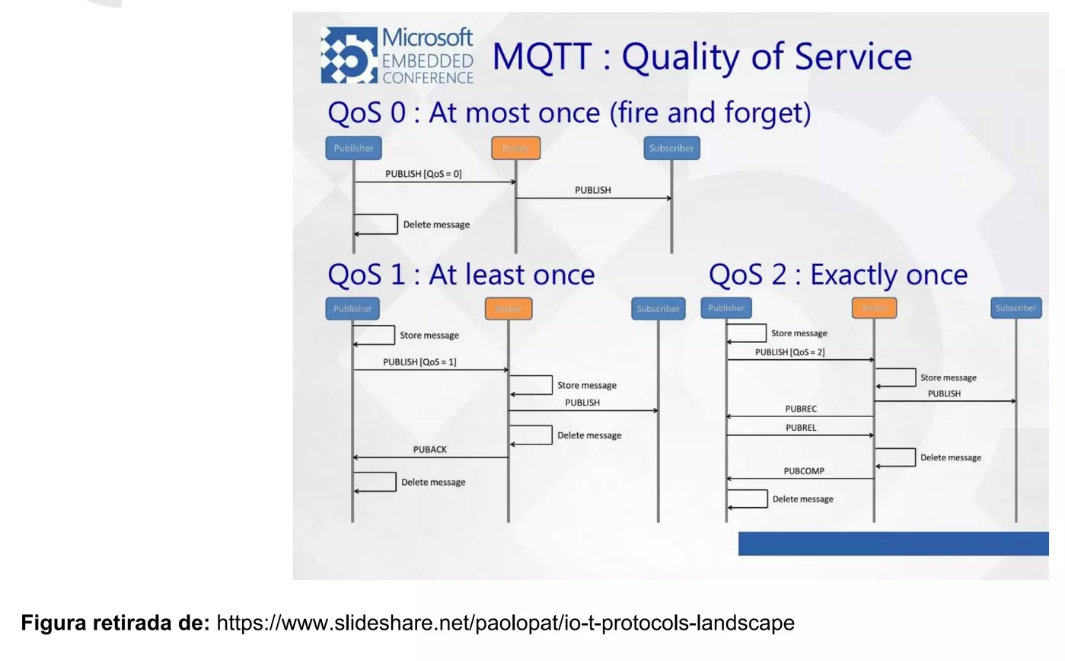 Microsoft
EMBEDDED
CONFERENCE
MQTT : Quality of Service
QoS 0 : At most once (fire and forget)
Publisher
Subscriber
PUBLISH [QoS = 0]
PUBLISH
Delete message
QoS 1 : At least once
Publisher
Subscriber
Store message
PUBLISH [QoS = 1]
Store message
PUBLISH
Delete message
PUBACK
Delete message
QoS 2 : Exactly once
Publisher
Subscriber
Store message
PUBLISH [QoS = 2]
Store message
PUBLISH
PUBREC
PUBREL
Delete message
PUBCOMP
Delete message
Figura retirada de: https://www.slideshare.net/paolopat/io-t-protocols-landscape